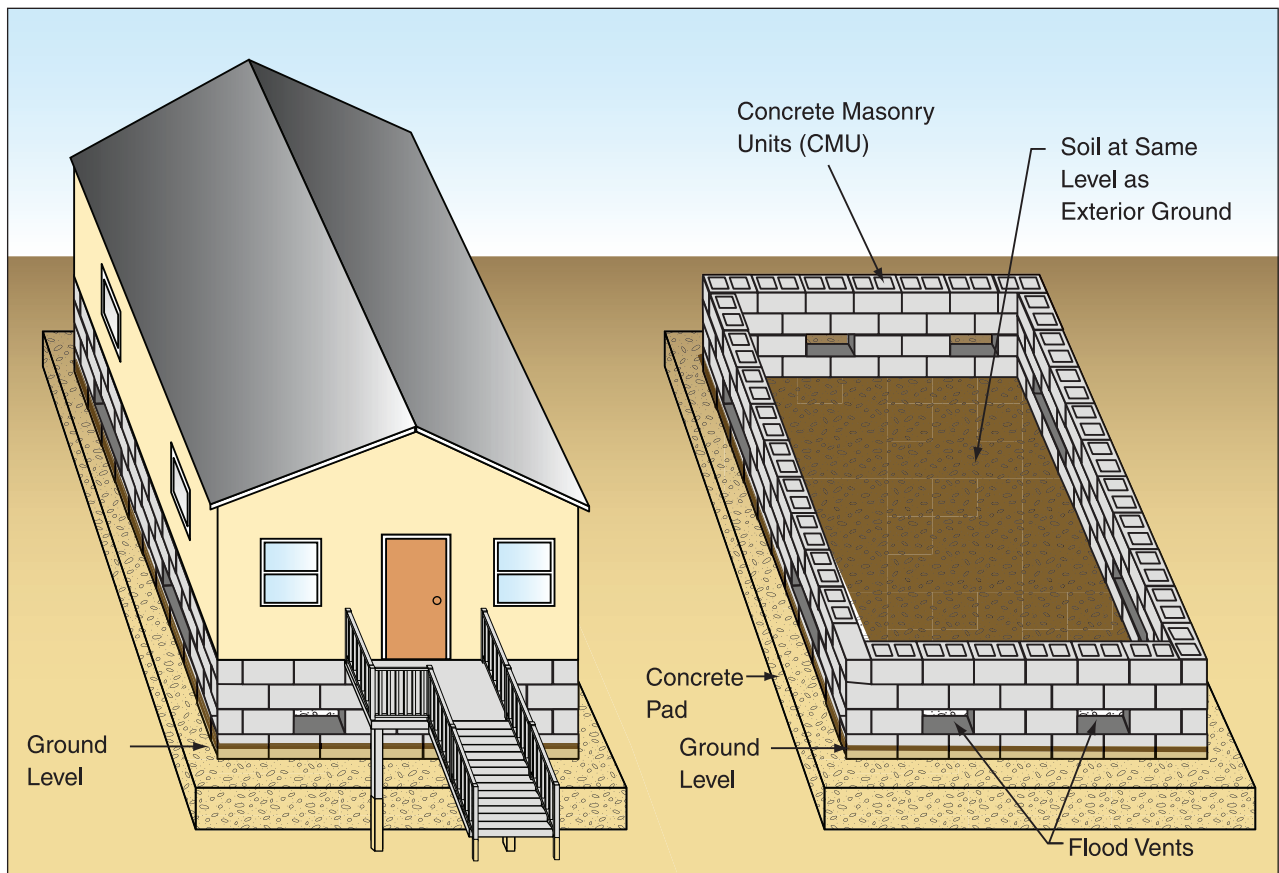 Concrete Masonry
Units (CMU)
Soil at Same
Level as
Exterior Ground
Concrete
Pad
Ground
Level
Ground
Level
Flood Vents